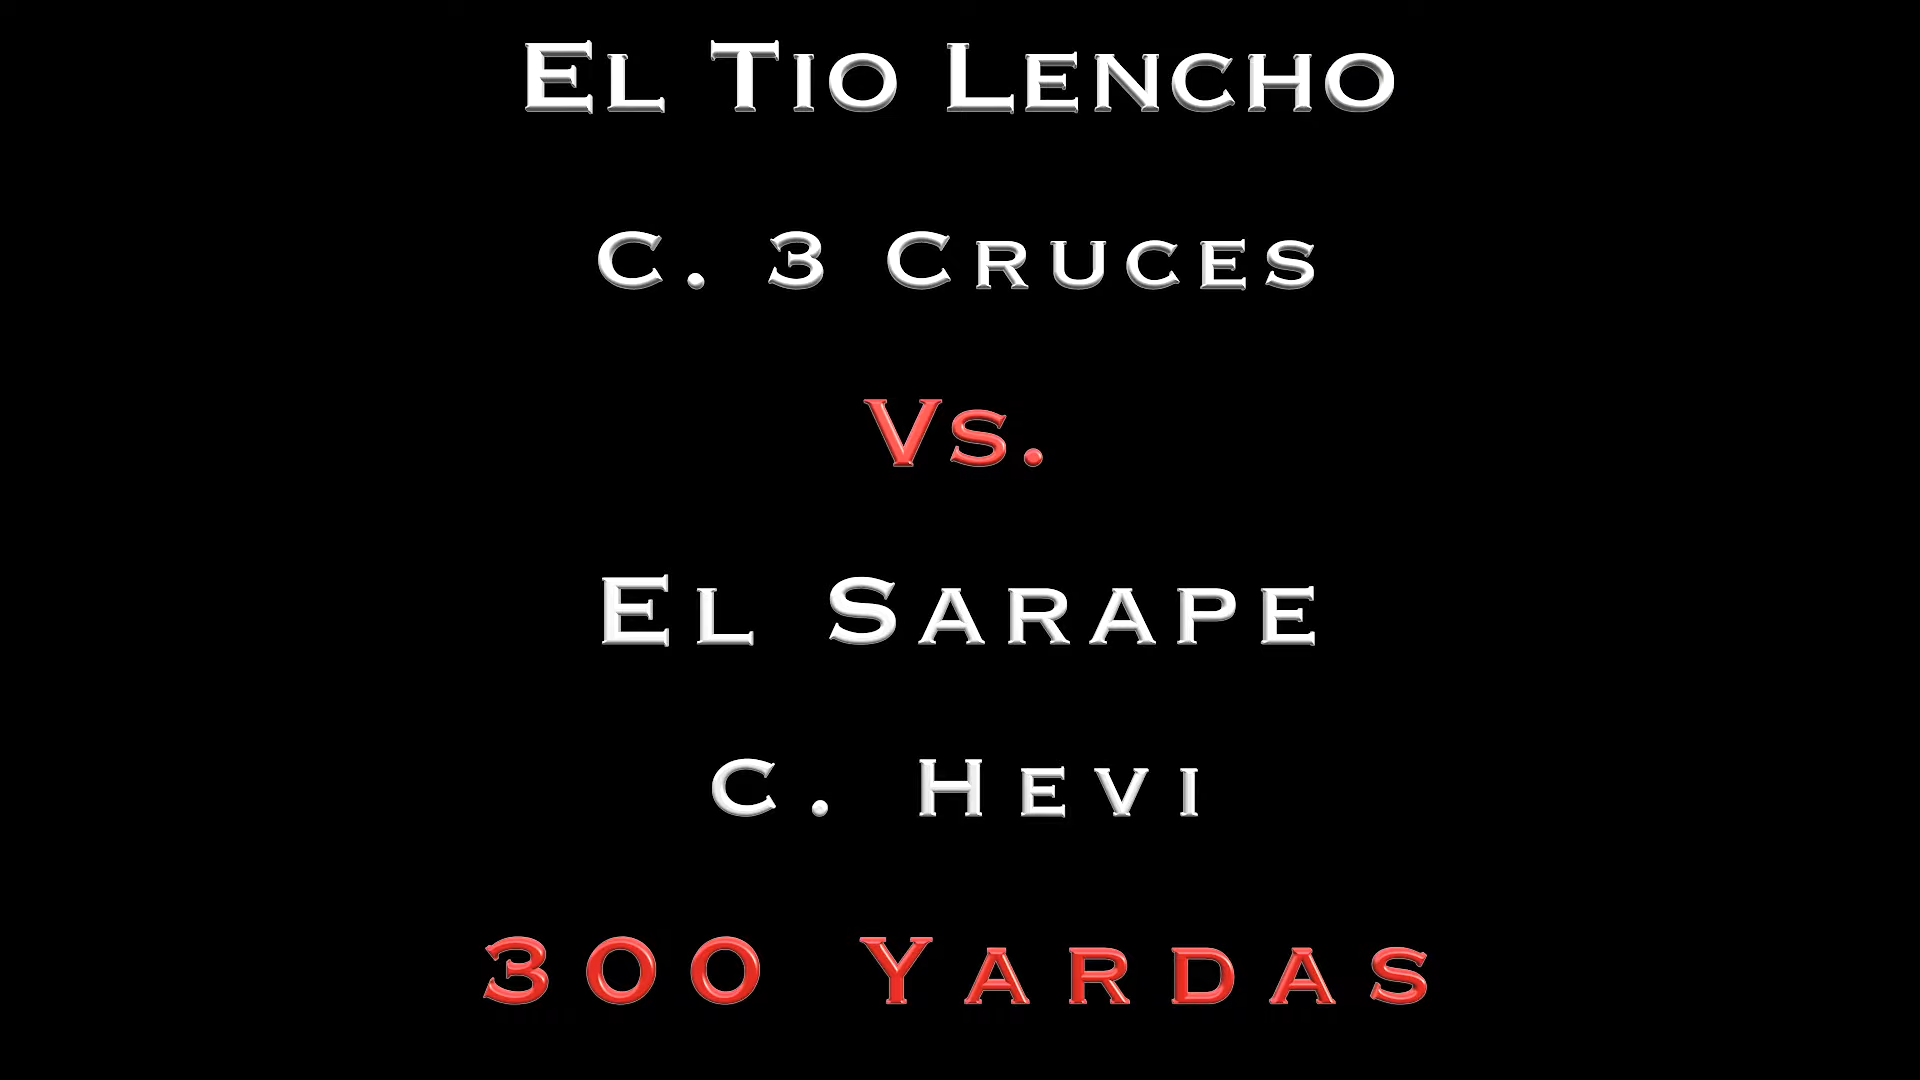 El Tio Lencho
C. 3 Cruces
Vs.
El Sarape
C. Hevi
300 Yardas